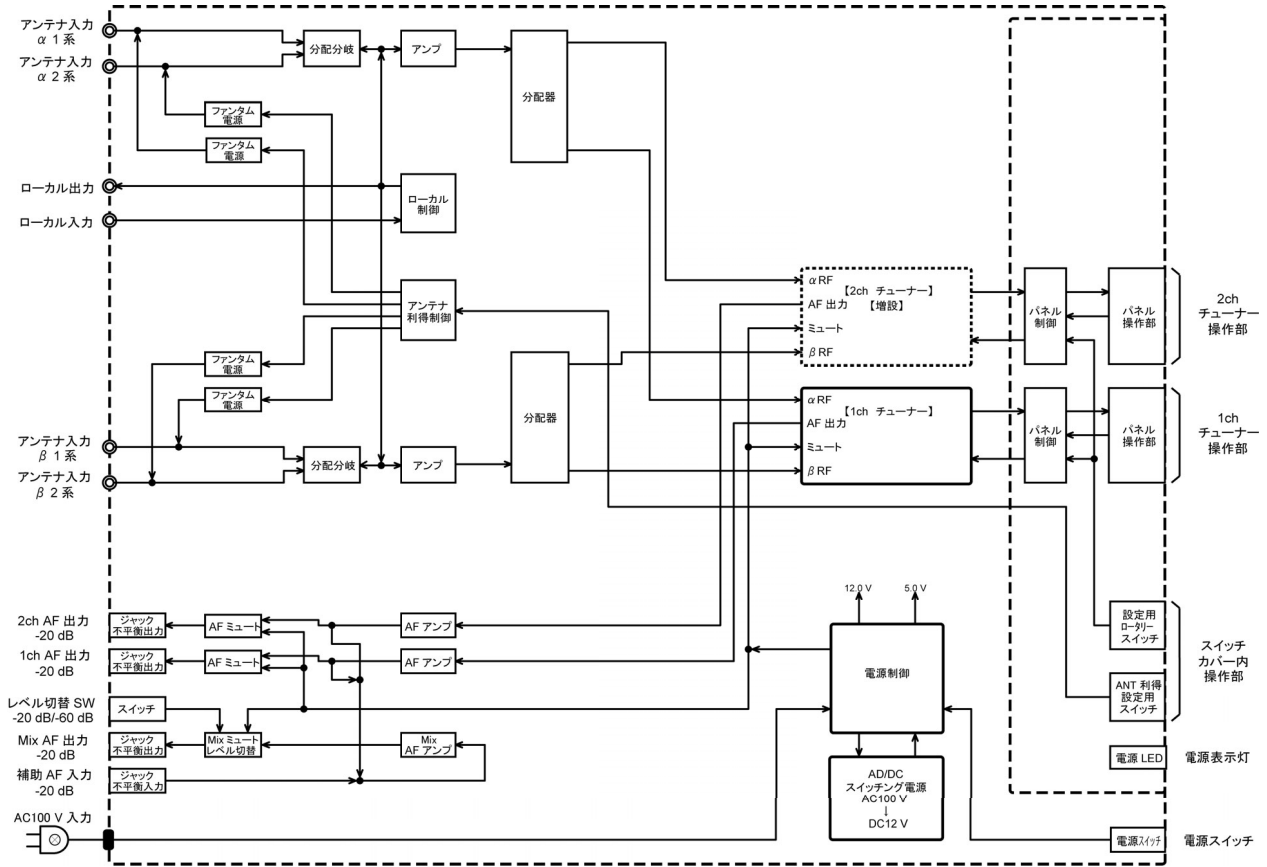 アンテナ入力
α 1 系
アンテナ入力
α 2 系
分配分岐
アンプ
分配器
ファンタム
電源
ファンタム
電源
ローカル出力
ローカル
制御
ローカル入力
アンテナ
利得制御
ファンタム
電源
ファンタム
電源
アンテナ入力
β 1 系
アンテナ入力
β 2 系
分配分岐
アンプ
分配器
α RF
【2ch チューナー】
AF 出力
【増設】
ミュート
β RF
パネル
制御
パネル
操作部
2ch
チューナー
操作部
α RF
【1ch チューナー】
AF 出力
ミュート
β RF
パネル
制御
パネル
操作部
1ch
チューナー
操作部
2ch AF 出力
-20 dB
ジャック
不平衡出力
AF ミュート
AF アンプ
1ch AF 出力
-20 dB
ジャック
不平衡出力
AF ミュート
AF アンプ
レベル切替 SW
-20 dB/-60 dB
スイッチ
Mix AF 出力
-20 dB
ジャック
不平衡出力
Mix ミュート
レベル切替
Mix
AF アンプ
補助 AF 入力
-20 dB
ジャック
不平衡入力
AC100 V 入力
12.0 V
5.0 V
電源制御
AD/DC
スイッチング電源
AC100 V
↓
DC12 V
設定用
ロータリー
スイッチ
ANT 利得
設定用
スイッチ
スイッチ
カバー内
操作部
電源 LED
電源表示灯
電源スイッチ
電源スイッチ